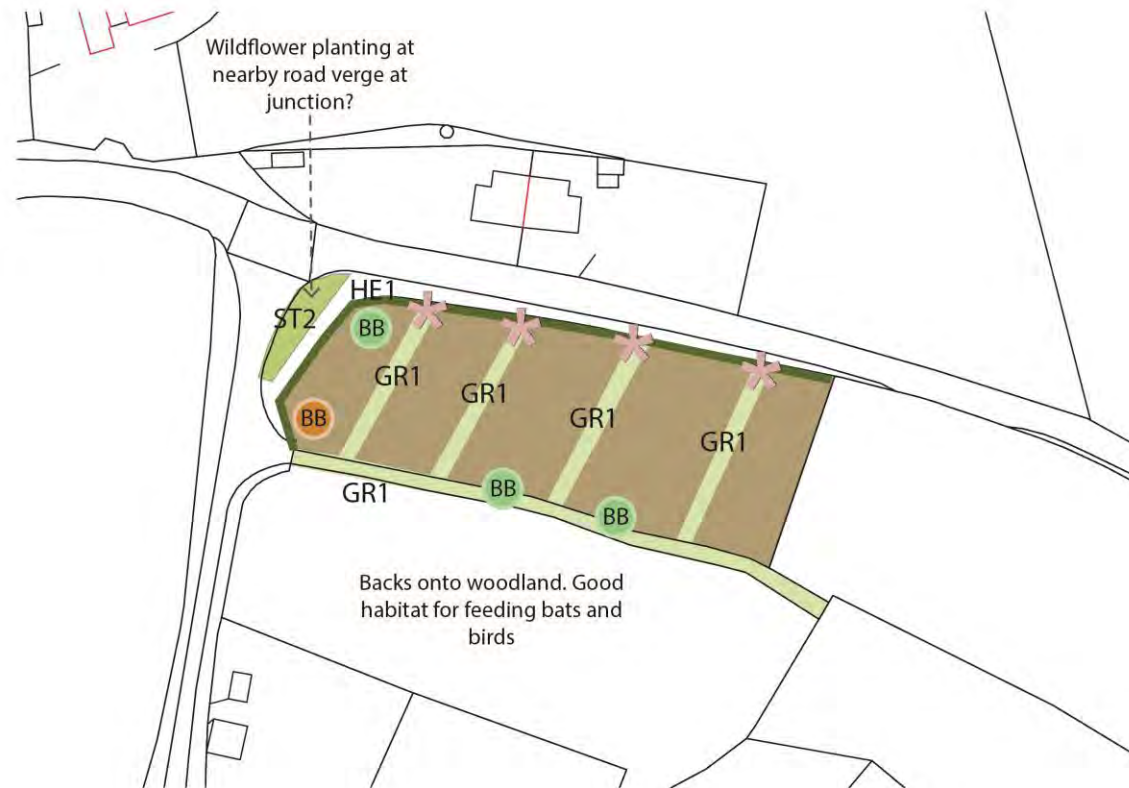 Wildflower planting at
nearby road verge at
junction?
HE1
ST2
BB
GR1
GR1
GR1
GR1
BB
GR1
BB
BB
Backs onto woodland. Good
habitat for feeding bats and
birds